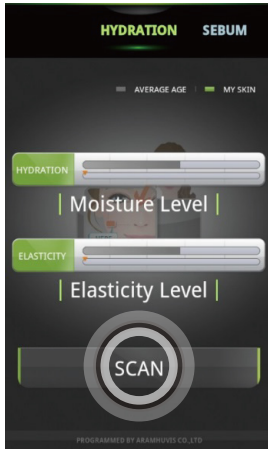 HYDRATION SEBUM
AVERAGE AGE | MY SKIN
HYDRATION
| Moisture Level |
ELASTICITY
| Elasticity Level |
SCAN
PROGRAMMED BY ARAMHUVIS CO.,LTD